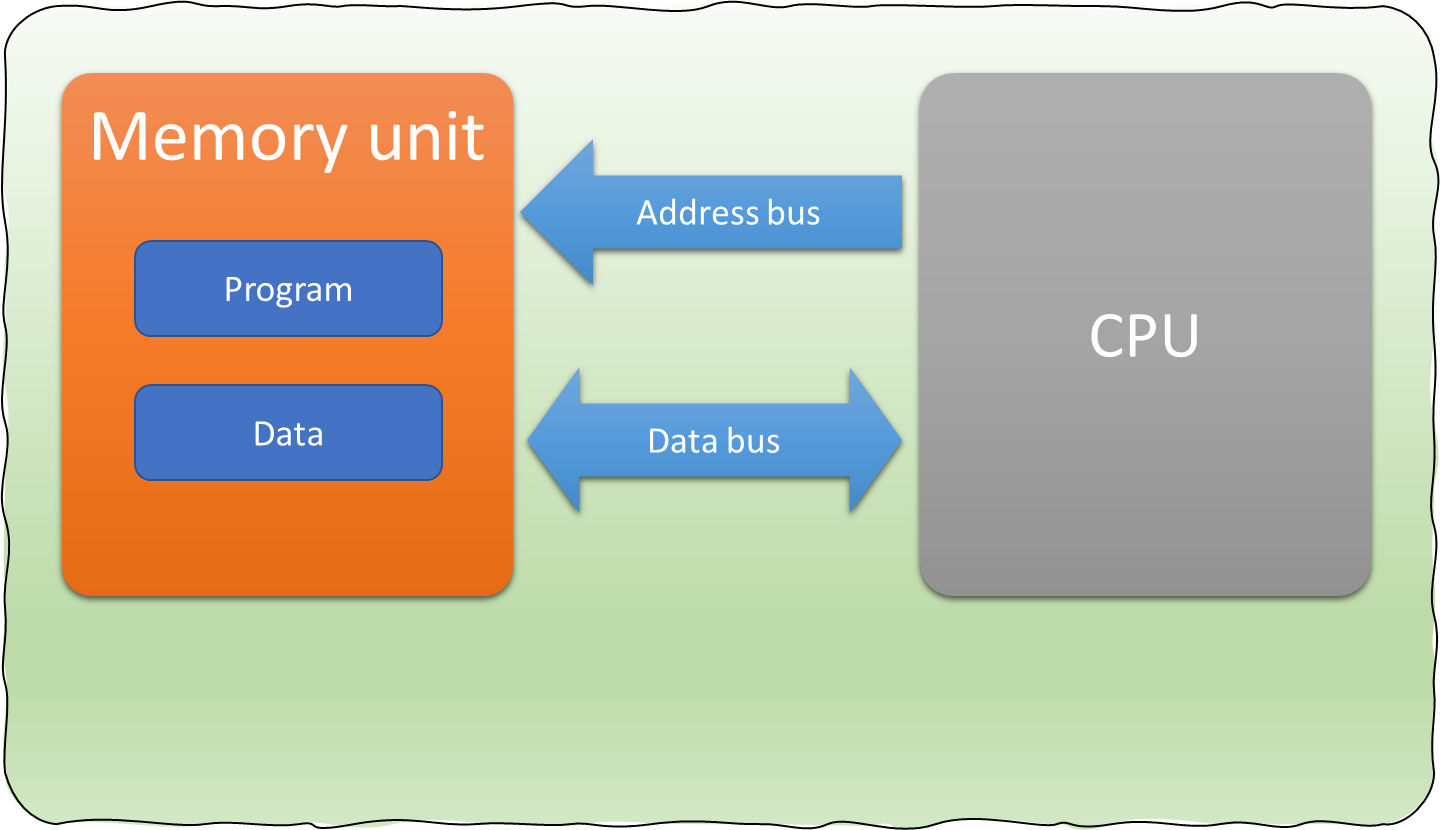 Memory unit
Program
Data
Address bus
Data bus
CPU